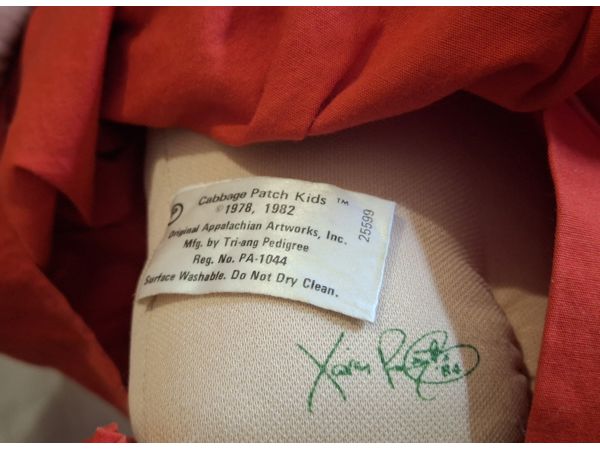 Cabbage Patch Kids ™
©1978, 1982
Original Appalachian Artworks, Inc.
Mfg. by Tri-ang Pedigree
Reg. No. PA-1044
Surface Washable. Do Not Dry Clean.
25599
'84